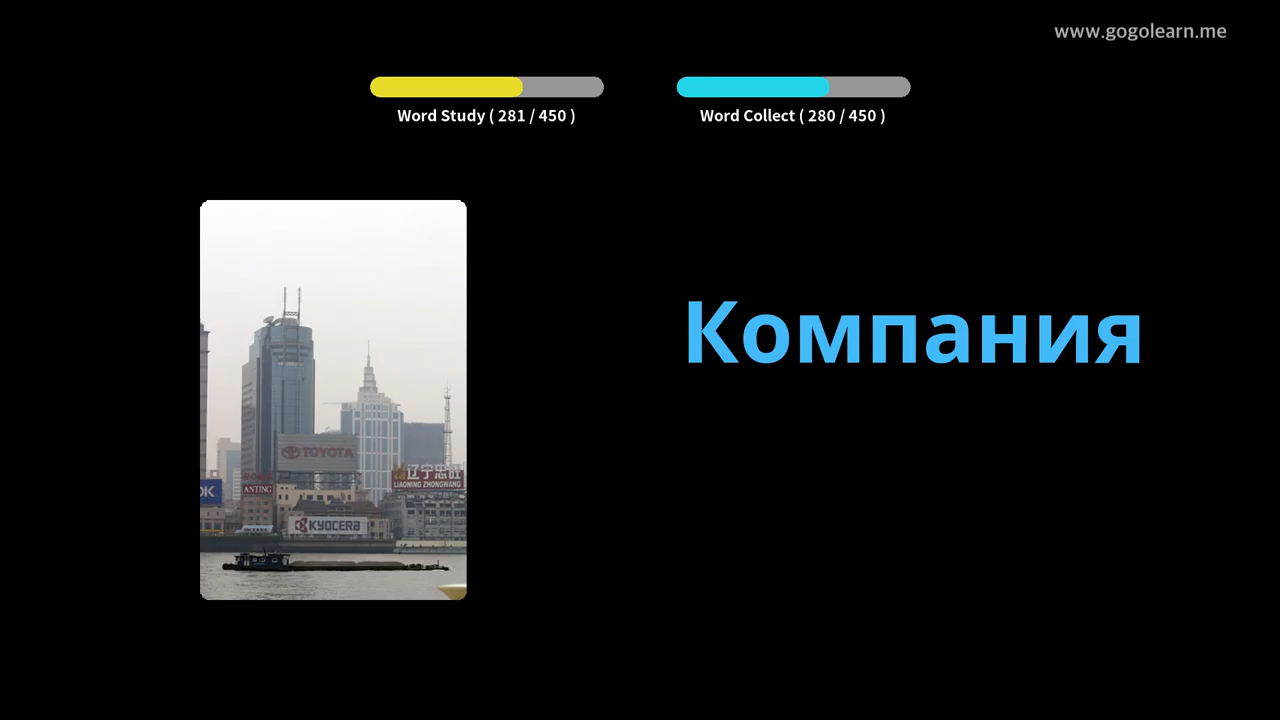 www.gogolearn.me
Word Study ( 281 / 450 )
Word Collect ( 280 / 450 )
Компания
TOYOTA
辽宁忠旺
LIAONING ZHONGWANG
OK
ANTING
KYOCERA